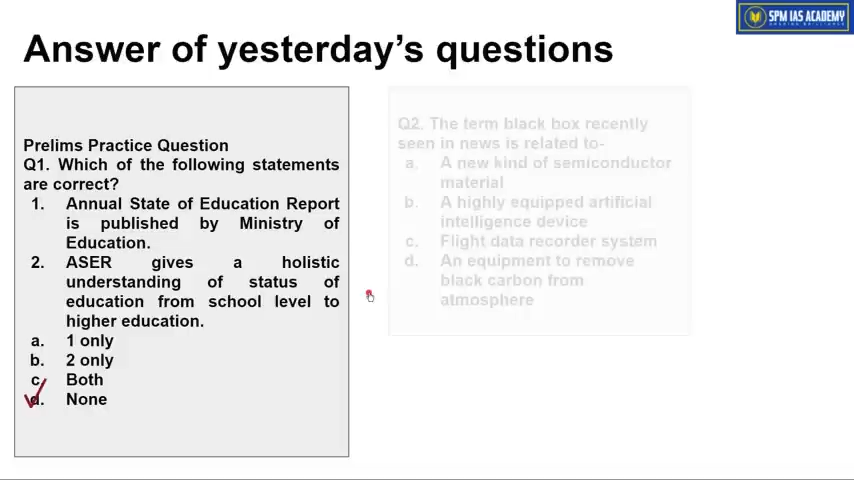 SPM IAS ACADEMY
Answer of yesterday's questions
Prelims Practice Question
Q1. Which of the following statements
are correct?
1. Annual State of Education Report
is published by Ministry of
Education.
2. ASER gives a holistic
understanding of status of
education from school level to
higher education.
a. 1 only
b. 2 only
c. Both
d. None
Q2. The term black box recently
seen in news is related to-
a. A new kind of semiconductor
material
b. A highly equipped artificial
intelligence device
c. Flight data recorder system
d. An equipment to remove
black carbon from
atmosphere